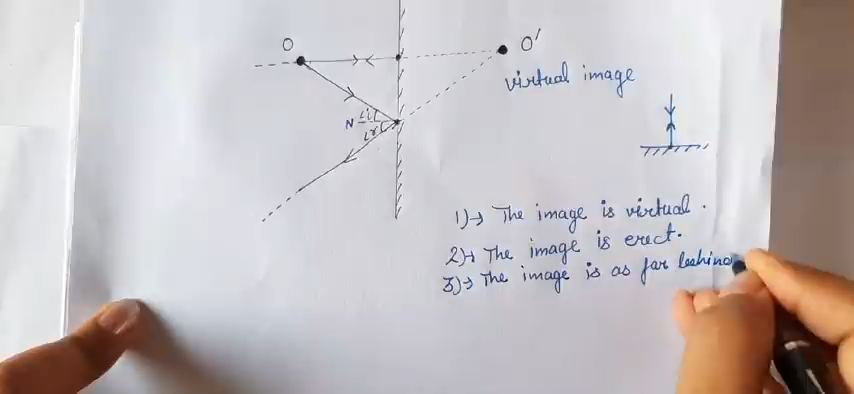 O
O'
virtual image
N
∠i
∠r
1)→ The image is virtual.
2)→ The image is erect.
3)→ The image is as far behind